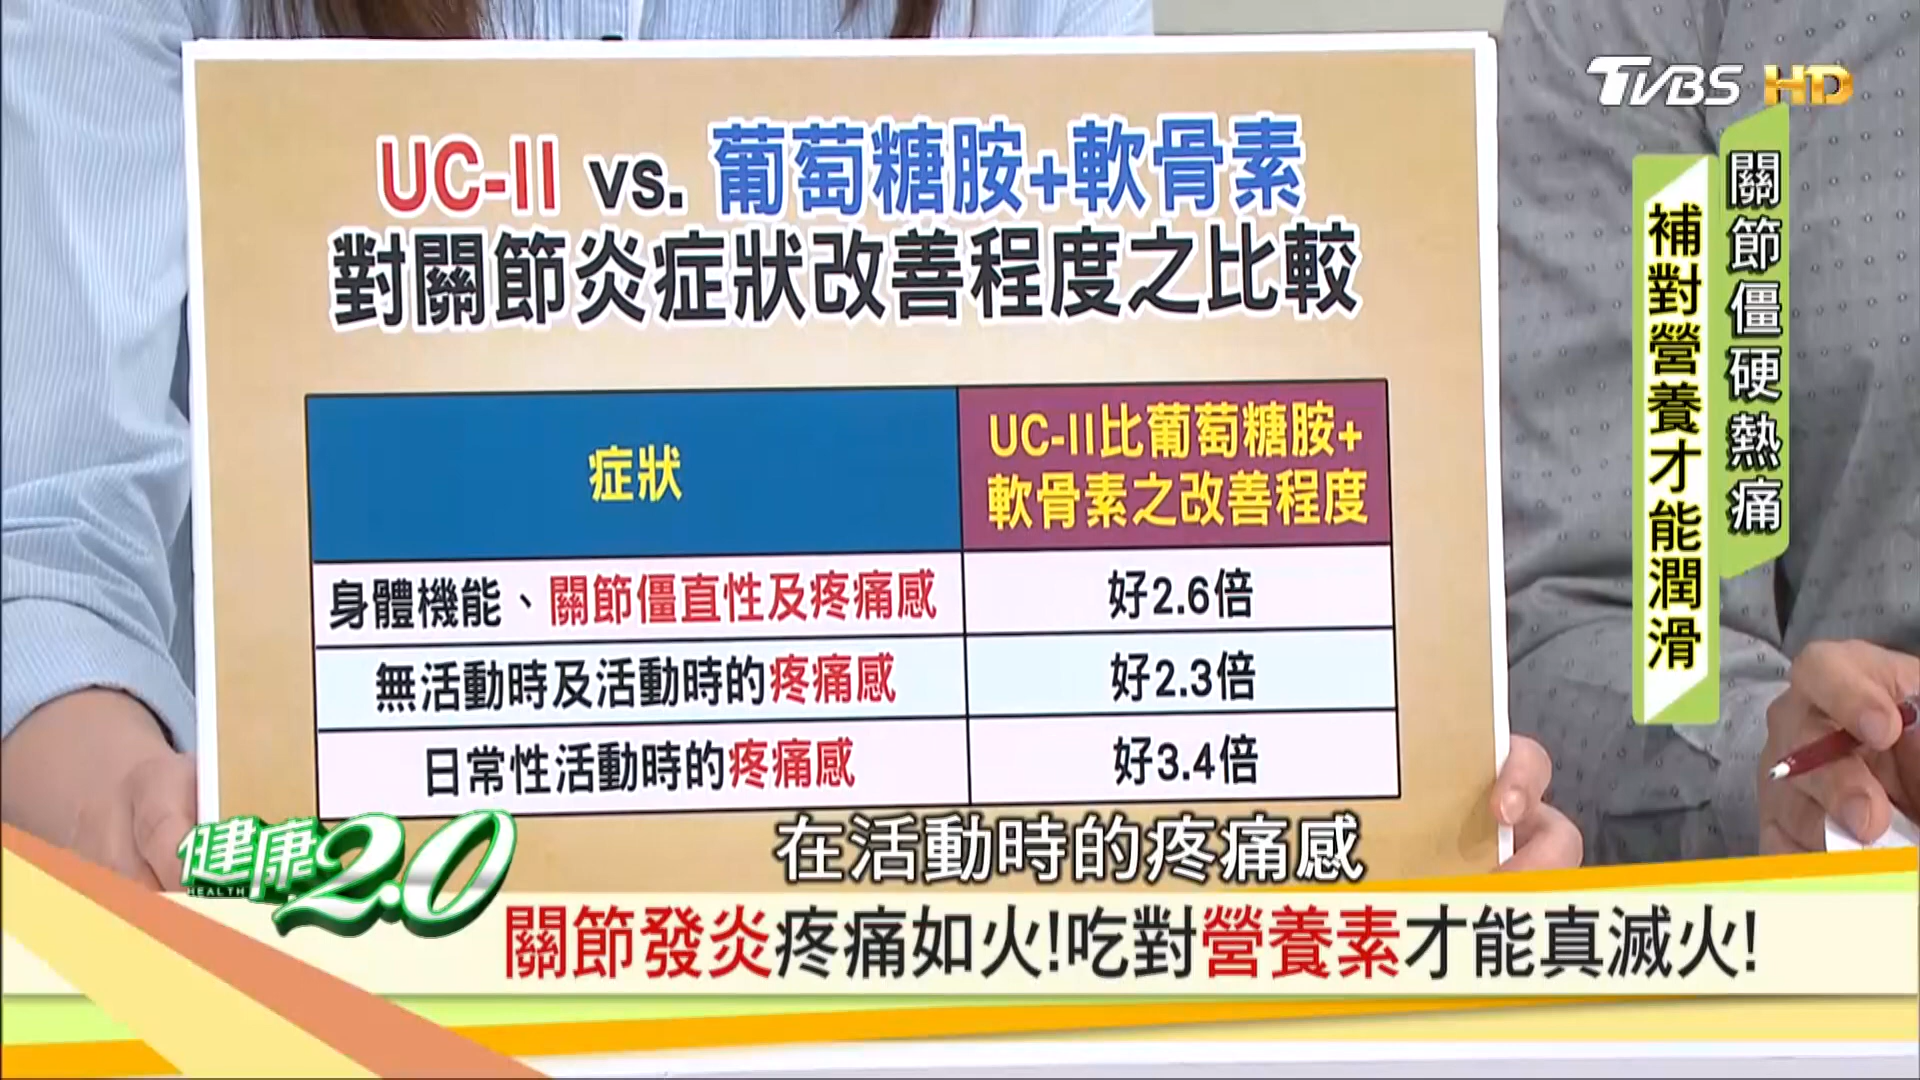 TVBS HD
關節僵硬熱痛
補對營養才能潤滑
UC-II vs. 葡萄糖胺+軟骨素
對關節炎症狀改善程度之比較
症狀
UC-II比葡萄糖胺+
軟骨素之改善程度
身體機能、關節僵直性及疼痛感
好2.6倍
無活動時及活動時的疼痛感
好2.3倍
日常性活動時的疼痛感
好3.4倍
在活動時的疼痛感
健康2.0
HEALTH
關節發炎疼痛如火!吃對營養素才能真滅火!